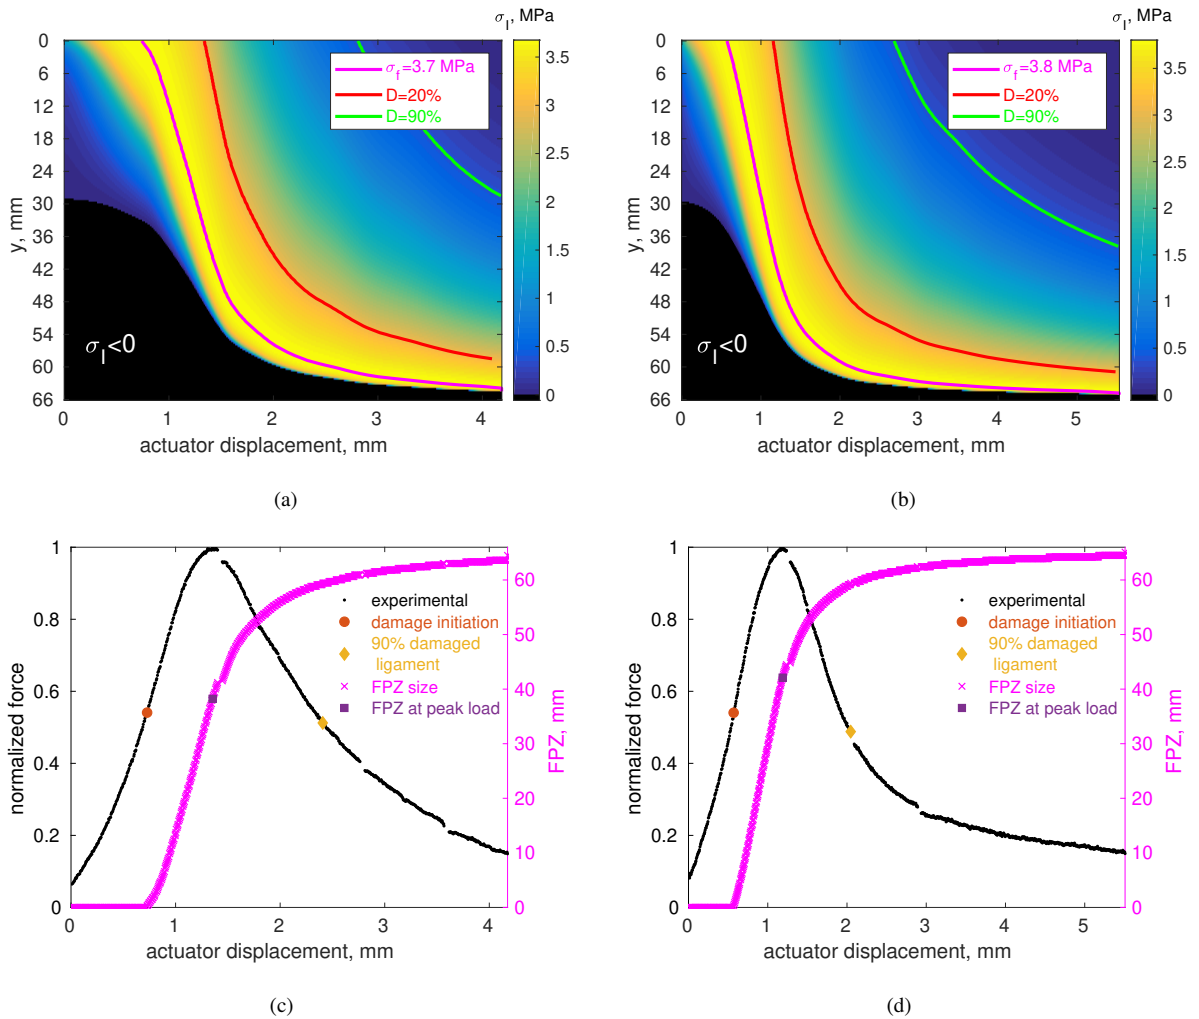 σI, MPa
0
6
12
18
24
30
36
42
48
54
60
66
y, mm
σf=3.7 MPa
D=20%
D=90%
σI<0
0 1 2 3 4
actuator displacement, mm
3.5
3
2.5
2
1.5
1
0.5
0
(a)
σI, MPa
0
6
12
18
24
30
36
42
48
54
60
66
y, mm
σf=3.8 MPa
D=20%
D=90%
σI<0
0 1 2 3 4 5
actuator displacement, mm
3.5
3
2.5
2
1.5
1
0.5
0
(b)
1
0.8
0.6
0.4
0.2
0
normalized force
experimental
damage initiation
90% damaged
ligament
FPZ size
FPZ at peak load
60
50
40
30
20
10
0
FPZ, mm
0 1 2 3 4
actuator displacement, mm
(c)
1
0.8
0.6
0.4
0.2
0
normalized force
experimental
damage initiation
90% damaged
ligament
FPZ size
FPZ at peak load
60
50
40
30
20
10
0
FPZ, mm
0 1 2 3 4 5
actuator displacement, mm
(d)